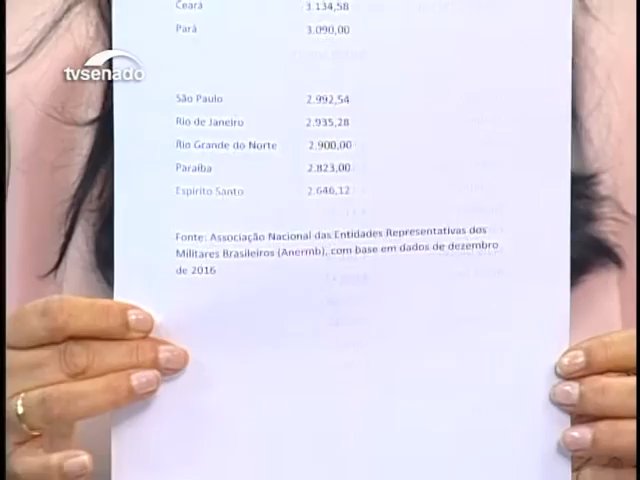 Ceará 3.134,58
Pará 3.090,00
tvsenado
São Paulo 2.992,54
Rio de Janeiro 2.935,28
Rio Grande do Norte 2.900,00
Paraíba 2.823,00
Espírito Santo 2.646,12
Fonte: Associação Nacional das Entidades Representativas dos
Militares Brasileiros (Anermb), com base em dados de dezembro
de 2016